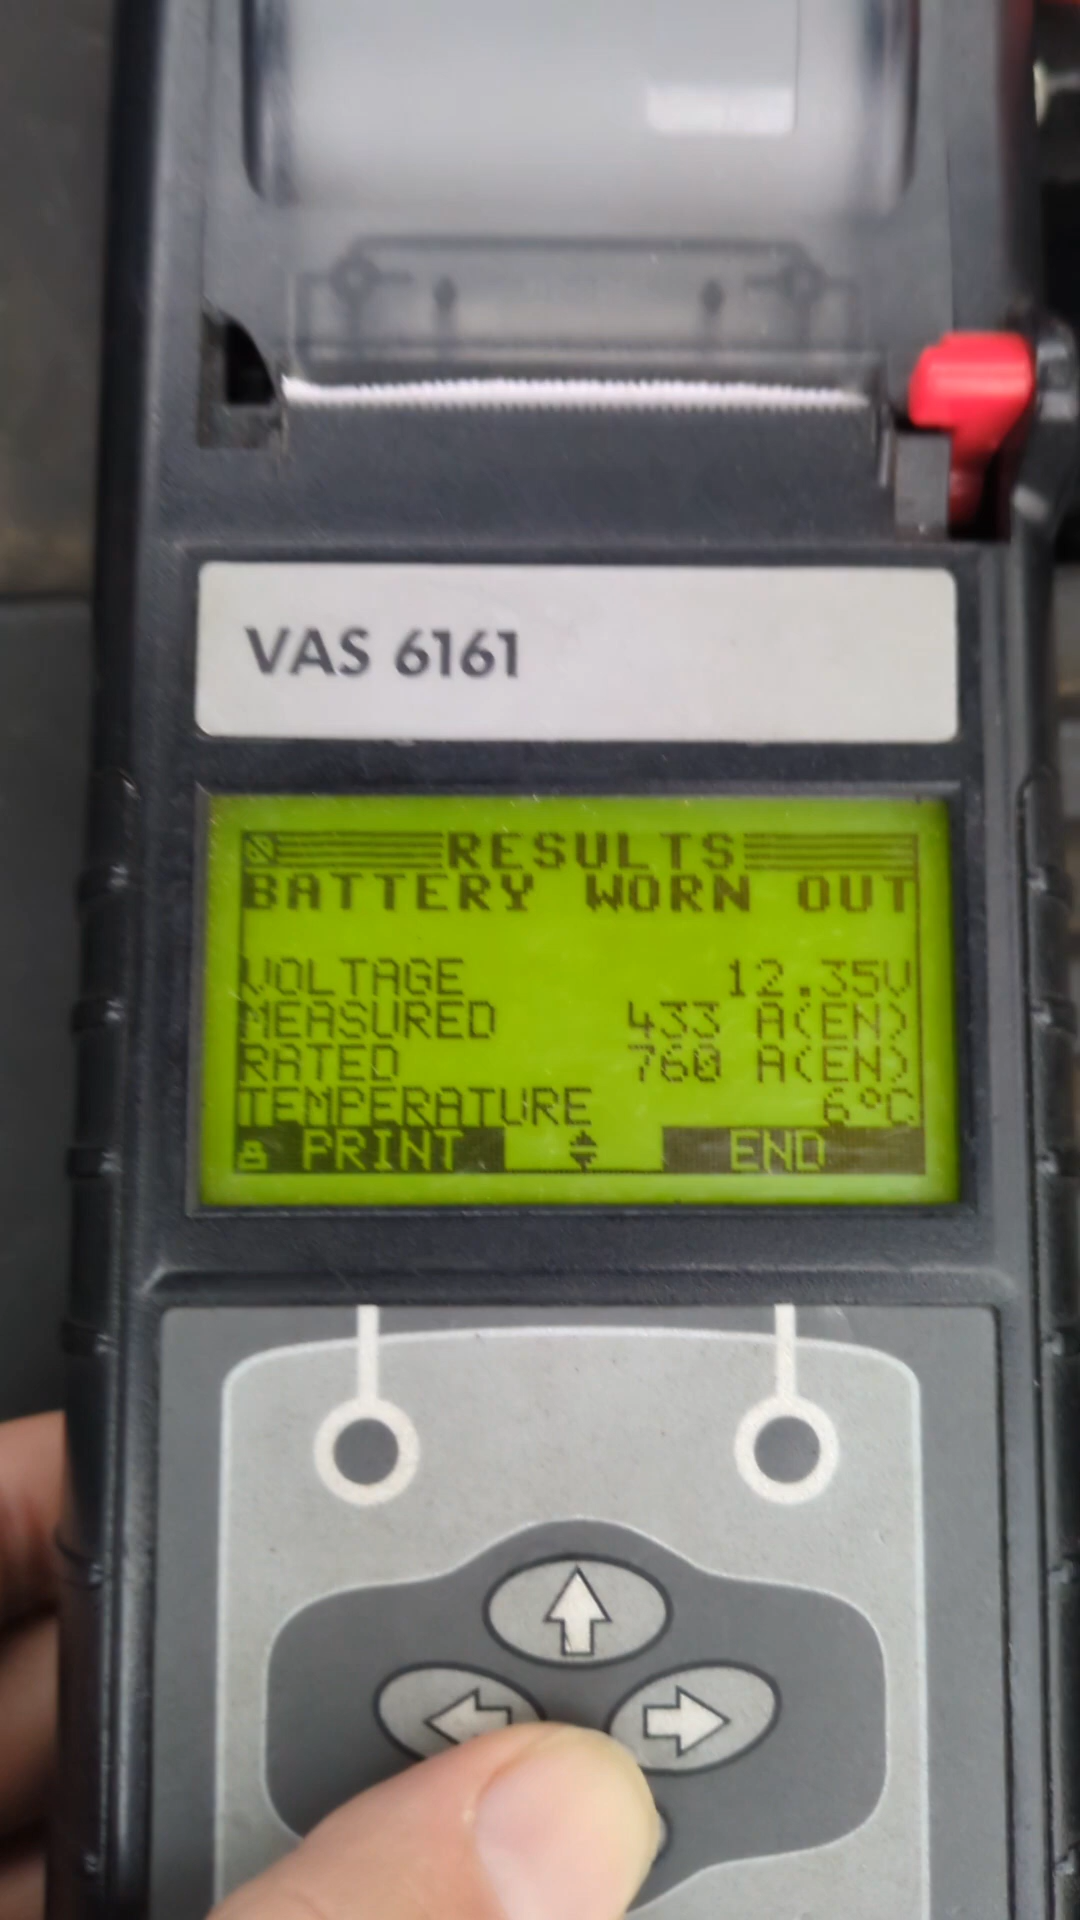 VAS 6161
RESULTS
BATTERY WORN OUT
VOLTAGE 12.35V
MEASURED 433 A(EN)
RATED 760 A(EN)
TEMPERATURE 6°C
PRINT END